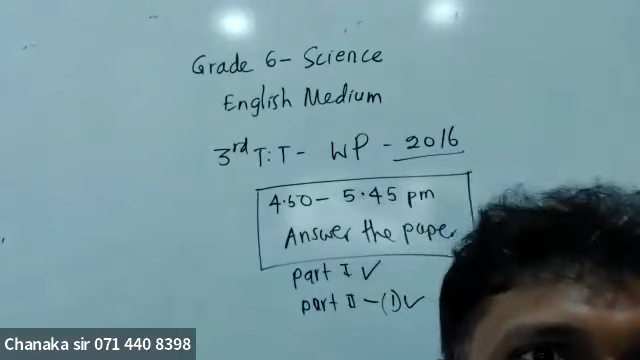 Grade 6- Science
English Medium
3rd T.T - WP - 2016
4.50 - 5.45 pm
Answer the paper
part I ✓
part II - (1) ✓
Chanaka sir 071 440 8398